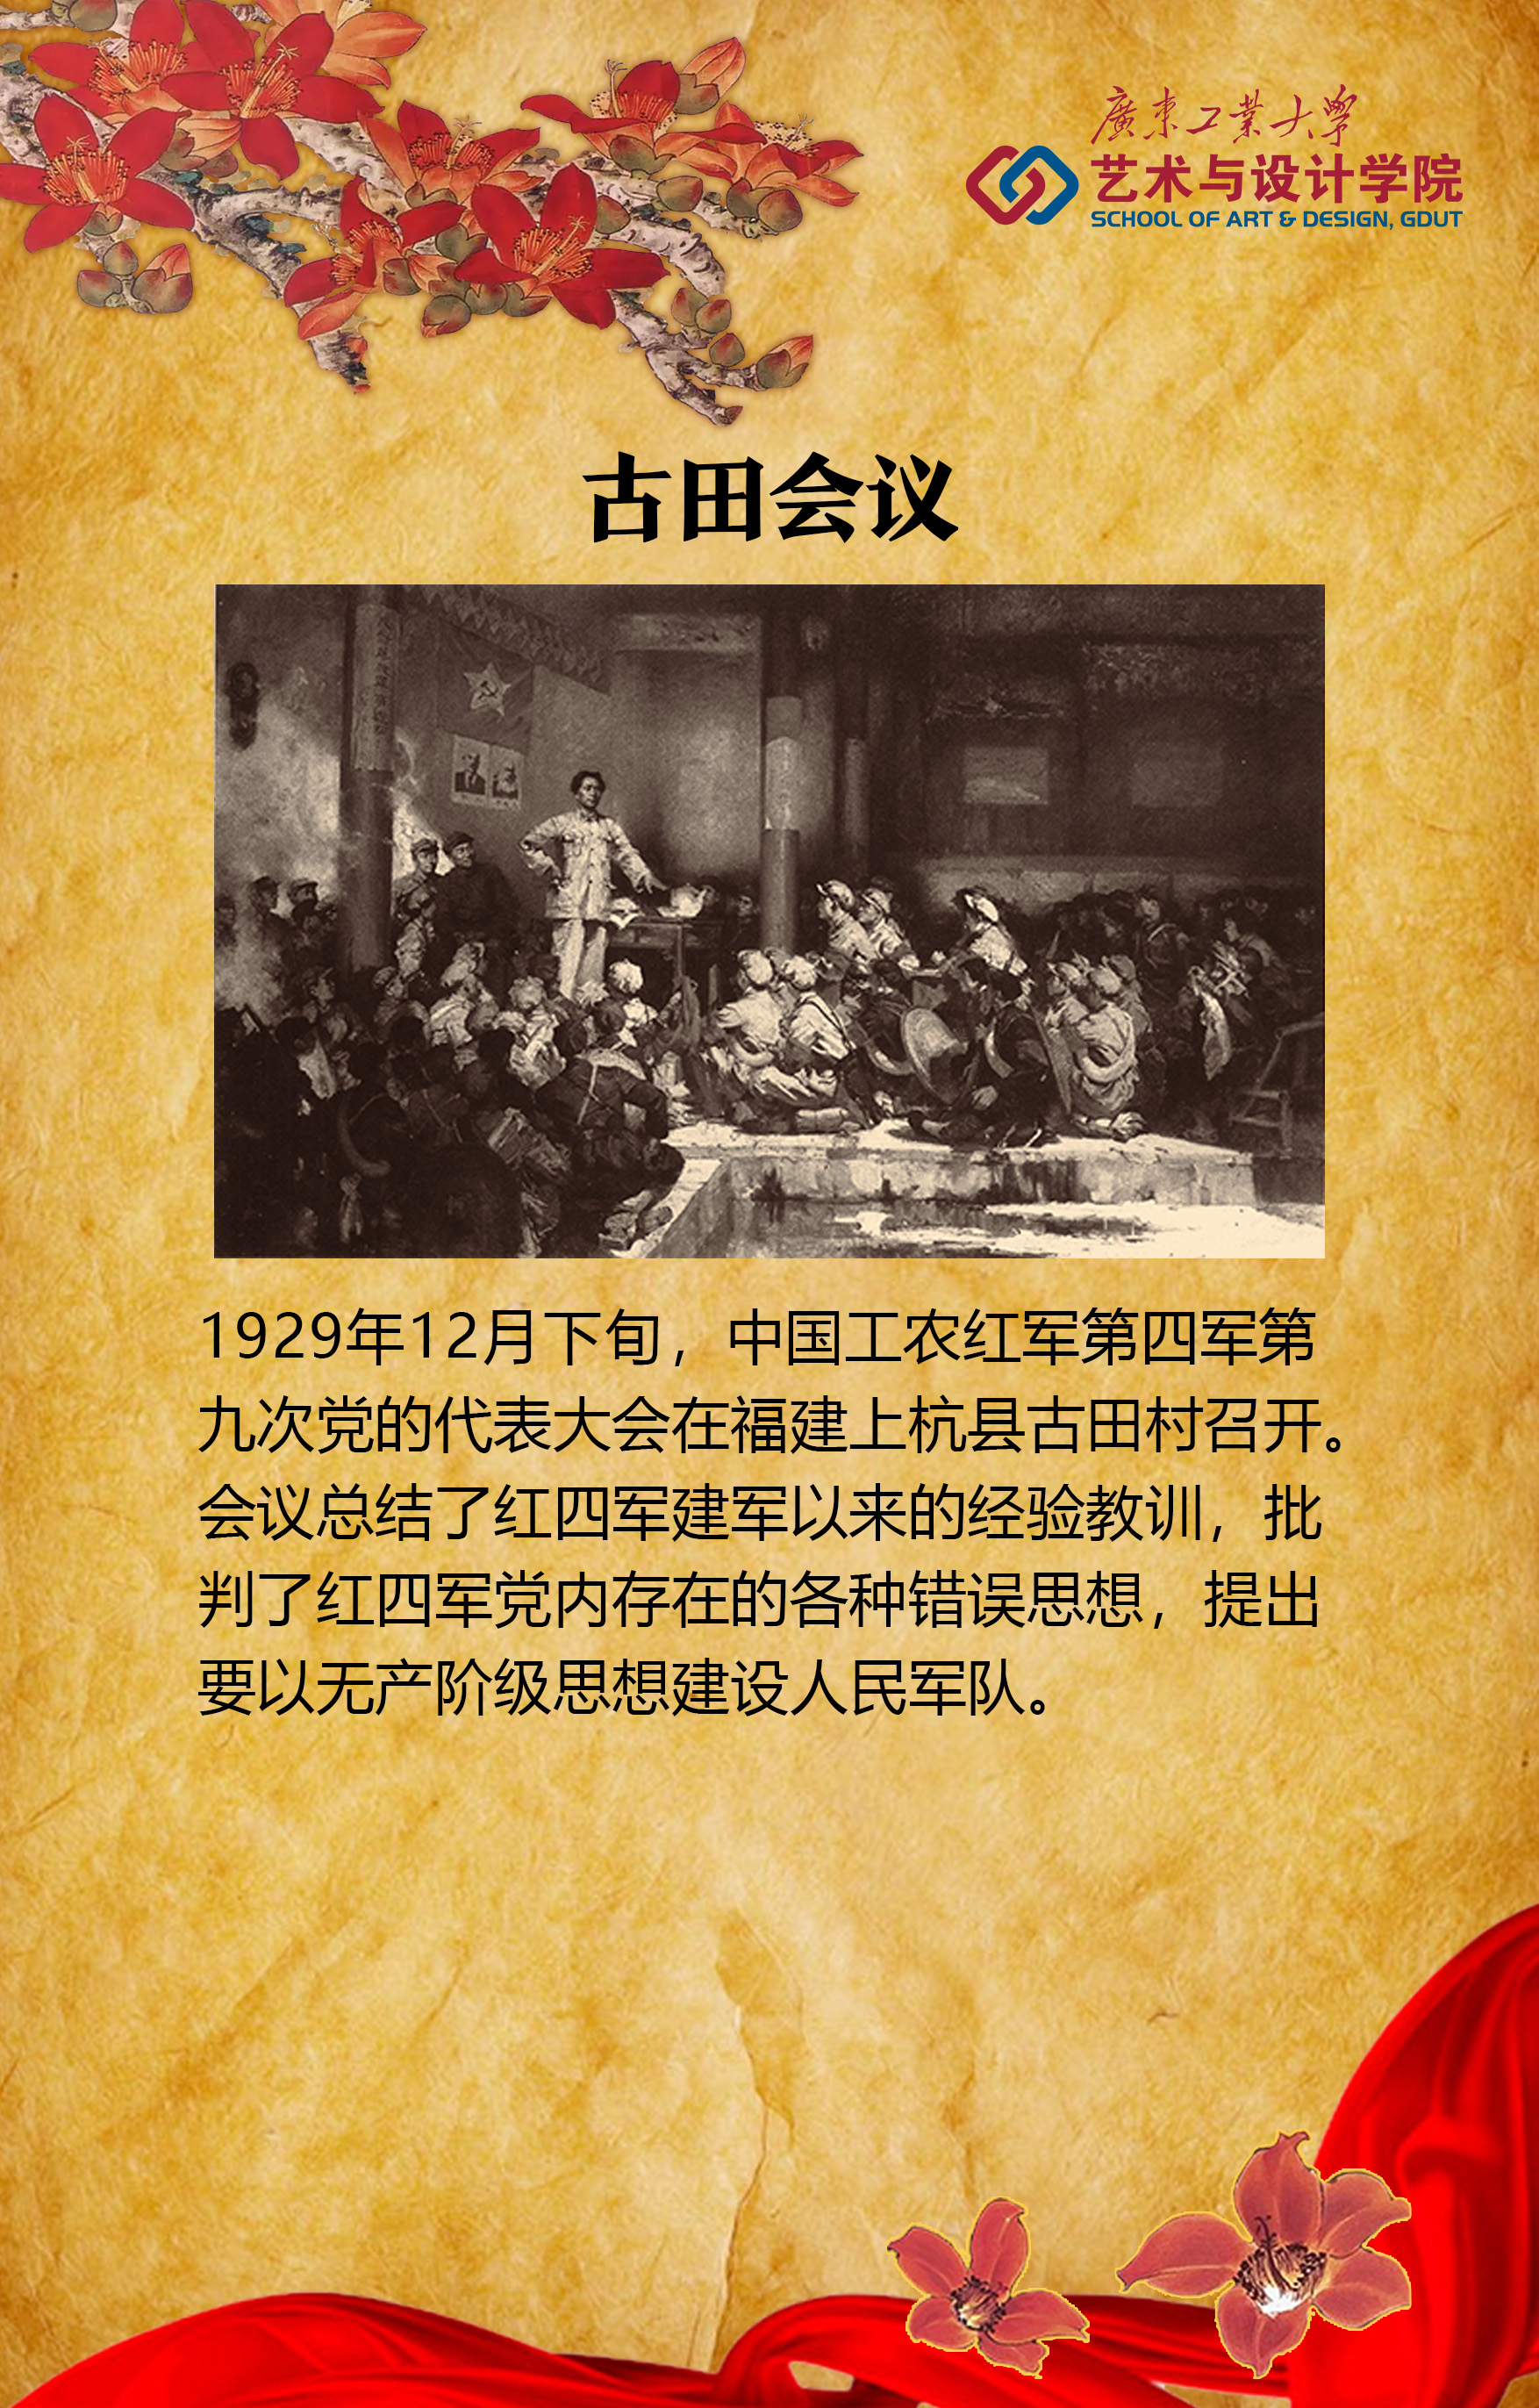 廣東工業大學
艺术与设计学院
SCHOOL OF ART & DESIGN, GDUT
古田会议
1929年12月下旬，中国工农红军第四军第
九次党的代表大会在福建上杭县古田村召开。
会议总结了红四军建军以来的经验教训，批
判了红四军党内存在的各种错误思想，提出
要以无产阶级思想建设人民军队。